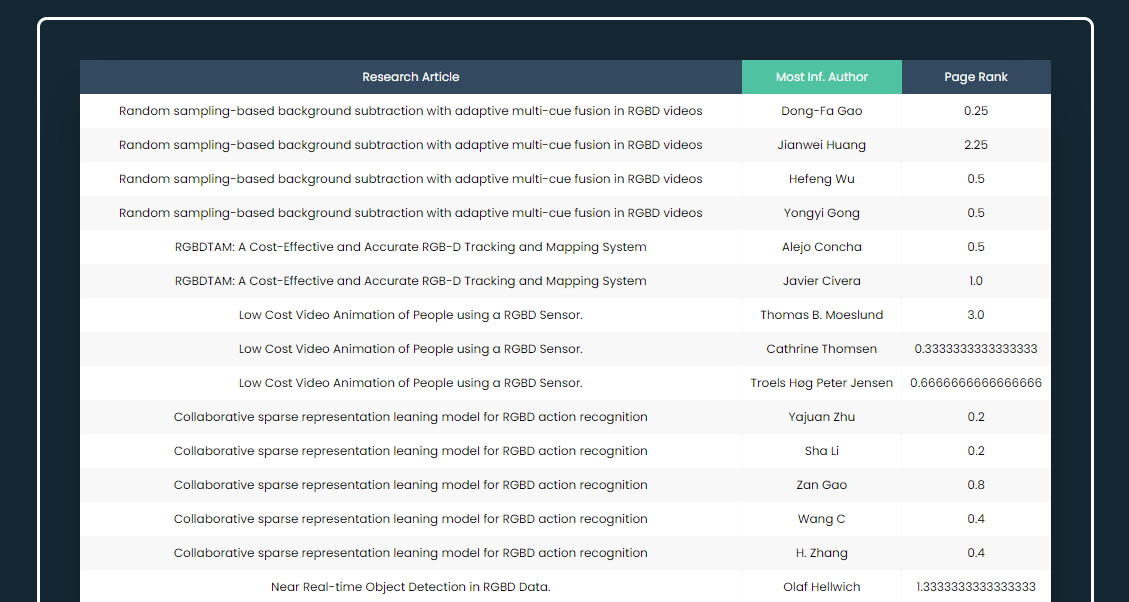 Research Article Most Inf. Author Page Rank
Random sampling-based background subtraction with adaptive multi-cue fusion in RGBD videos Dong-Fa Gao 0.25
Random sampling-based background subtraction with adaptive multi-cue fusion in RGBD videos Jianwei Huang 2.25
Random sampling-based background subtraction with adaptive multi-cue fusion in RGBD videos Hefeng Wu 0.5
Random sampling-based background subtraction with adaptive multi-cue fusion in RGBD videos Yongyi Gong 0.5
RGBDTAM: A Cost-Effective and Accurate RGB-D Tracking and Mapping System Alejo Concha 0.5
RGBDTAM: A Cost-Effective and Accurate RGB-D Tracking and Mapping System Javier Civera 1.0
Low Cost Video Animation of People using a RGBD Sensor. Thomas B. Moeslund 3.0
Low Cost Video Animation of People using a RGBD Sensor. Cathrine Thomsen 0.3333333333333333
Low Cost Video Animation of People using a RGBD Sensor. Troels Høg Peter Jensen 0.6666666666666666
Collaborative sparse representation leaning model for RGBD action recognition Yajuan Zhu 0.2
Collaborative sparse representation leaning model for RGBD action recognition Sha Li 0.2
Collaborative sparse representation leaning model for RGBD action recognition Zan Gao 0.8
Collaborative sparse representation leaning model for RGBD action recognition Wang C 0.4
Collaborative sparse representation leaning model for RGBD action recognition H. Zhang 0.4
Near Real-time Object Detection in RGBD Data. Olaf Hellwich 1.3333333333333333